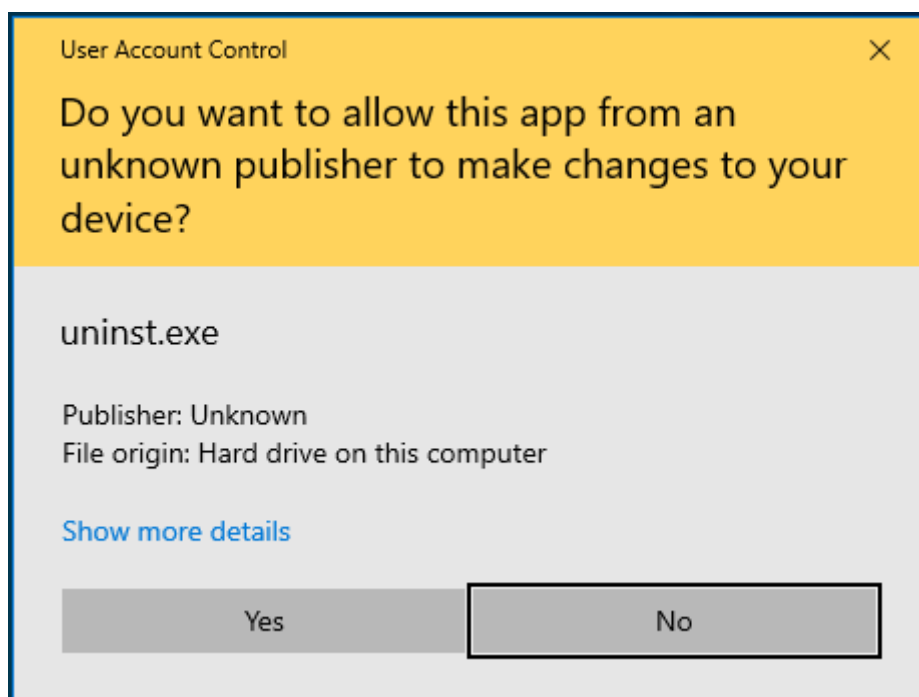 User Account Control
Do you want to allow this app from an
unknown publisher to make changes to your
device?
uninst.exe
Publisher: Unknown
File origin: Hard drive on this computer
Show more details
Yes
No